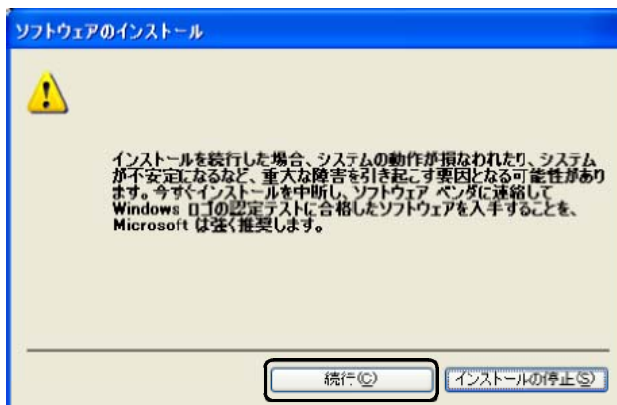 ソフトウェアのインストール
インストールを続行した場合、システムの動作が損なわれたり、システム
が不安定になるなど、重大な障害を引き起こす要因となる可能性があり
ます。今すぐインストールを中断し、ソフトウェア ベンダに連絡して
Windows ロゴの認定テストに合格したソフトウェアを入手することを、
Microsoft は強く推奨します。
続行(C)
インストールの停止(S)